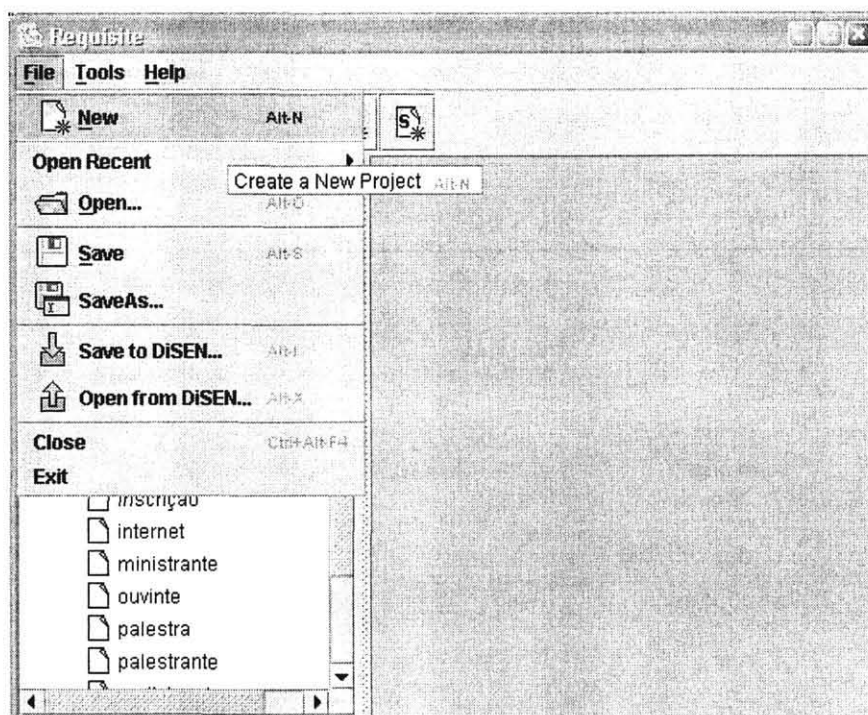 Requisite
File Tools Help
New Alt-N
S
Open Recent
Create a New Project Alt-N
Open... Alt-O
Save Alt-S
SaveAs...
Save to DiSEN...
Open from DiSEN... Alt-X
Close Ctrl+Alt-F4
Exit
inscrição
internet
ministrante
ouvinte
palestra
palestrante